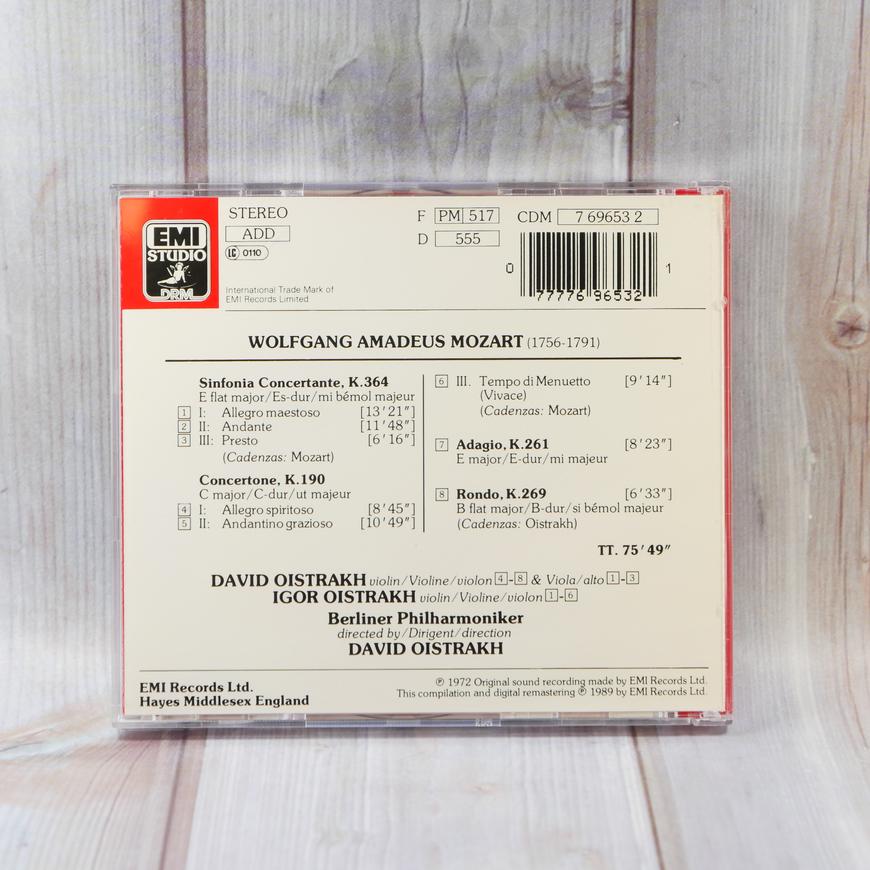 EMI
STUDIO
DRM
STEREO
ADD
LC 0110
International Trade Mark of
EMI Records Limited
F PM 517 CDM 7 69653 2
D 555
0 77776 96532 1
WOLFGANG AMADEUS MOZART (1756-1791)
Sinfonia Concertante, K.364
E flat major/Es-dur/mi bémol majeur
1 I: Allegro maestoso [13'21"]
2 II: Andante [11'48"]
3 III: Presto [6'16"]
(Cadenzas: Mozart)
Concertone, K.190
C major/C-dur/ut majeur
4 I: Allegro spiritoso [8'45"]
5 II: Andantino grazioso [10'49"]
6 III. Tempo di Menuetto [9'14"]
(Vivace)
(Cadenzas: Mozart)
7 Adagio, K.261 [8'23"]
E major/E-dur/mi majeur
8 Rondo, K.269 [6'33"]
B flat major/B-dur/si bémol majeur
(Cadenzas: Oistrakh)
TT. 75'49"
DAVID OISTRAKH violin/Violine/violon 4-8 & Viola/alto 1-3
IGOR OISTRAKH violin/Violine/violon 1-6
Berliner Philharmoniker
directed by/Dirigent/direction
DAVID OISTRAKH
EMI Records Ltd.
Hayes Middlesex England
℗ 1972 Original sound recording made by EMI Records Ltd.
This compilation and digital remastering ℗ 1989 by EMI Records Ltd.